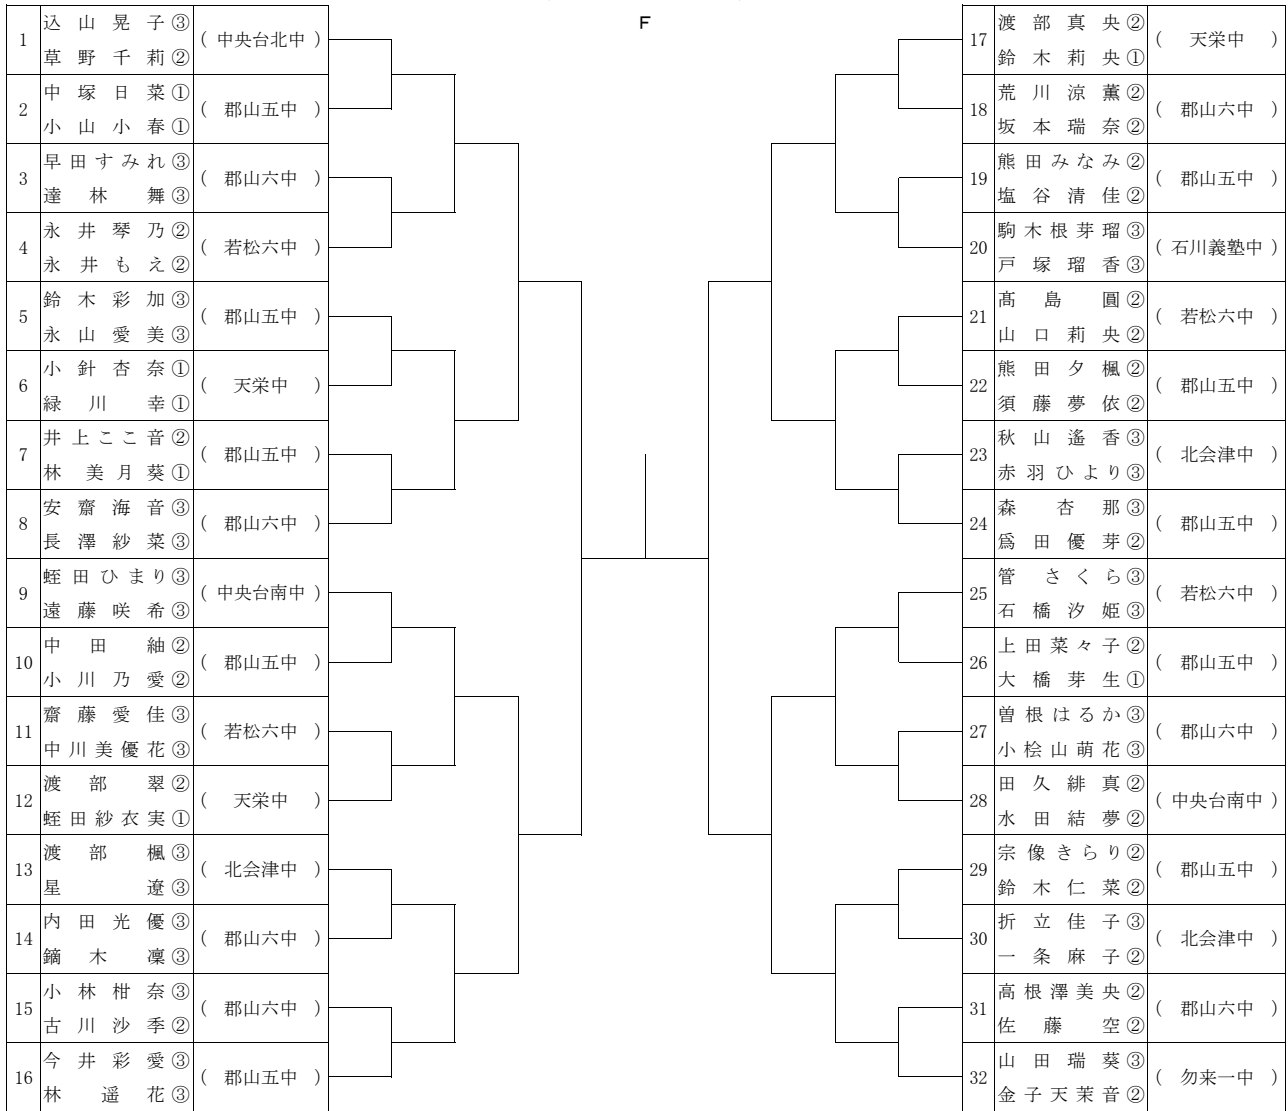 F
1 込山晃子③ (中央台北中)
草野千莉②
2 中塚日菜① (郡山五中)
小山小春①
3 早田すみれ③ (郡山六中)
達林舞③
4 永井琴乃② (若松六中)
永井もえ②
5 鈴木彩加③ (郡山五中)
永山愛美③
6 小針杏奈① (天栄中)
緑川幸①
7 井上ここ音② (郡山五中)
林美月葵①
8 安齋海音③ (郡山六中)
長澤紗菜③
9 蛭田ひまり③ (中央台南中)
遠藤咲希③
10 中田紬② (郡山五中)
小川乃愛②
11 齋藤愛佳③ (若松六中)
中川美優花③
12 渡部翠② (天栄中)
蛭田紗衣実①
13 渡部楓③ (北会津中)
星遼③
14 内田光優③ (郡山六中)
鏑木凜③
15 小林柑奈③ (郡山六中)
古川沙季②
16 今井彩愛③ (郡山五中)
林遥花③
17 渡部真央② (天栄中)
鈴木莉央①
18 荒川涼薫② (郡山六中)
坂本瑞奈②
19 熊田みなみ② (郡山五中)
塩谷清佳②
20 駒木根芽瑠③ (石川義塾中)
戸塚瑠香③
21 髙島圓② (若松六中)
山口莉央②
22 熊田夕楓② (郡山五中)
須藤夢依②
23 秋山遙香③ (北会津中)
赤羽ひより③
24 森杏那③ (郡山五中)
爲田優芽②
25 管さくら③ (若松六中)
石橋汐姫③
26 上田菜々子② (郡山五中)
大橋芽生①
27 曽根はるか③ (郡山六中)
小桧山萌花③
28 田久緋真② (中央台南中)
水田結夢②
29 宗像きらり② (郡山五中)
鈴木仁菜②
30 折立佳子③ (北会津中)
一条麻子②
31 高根澤美央② (郡山六中)
佐藤空②
32 山田瑞葵③ (勿来一中)
金子天茉音②